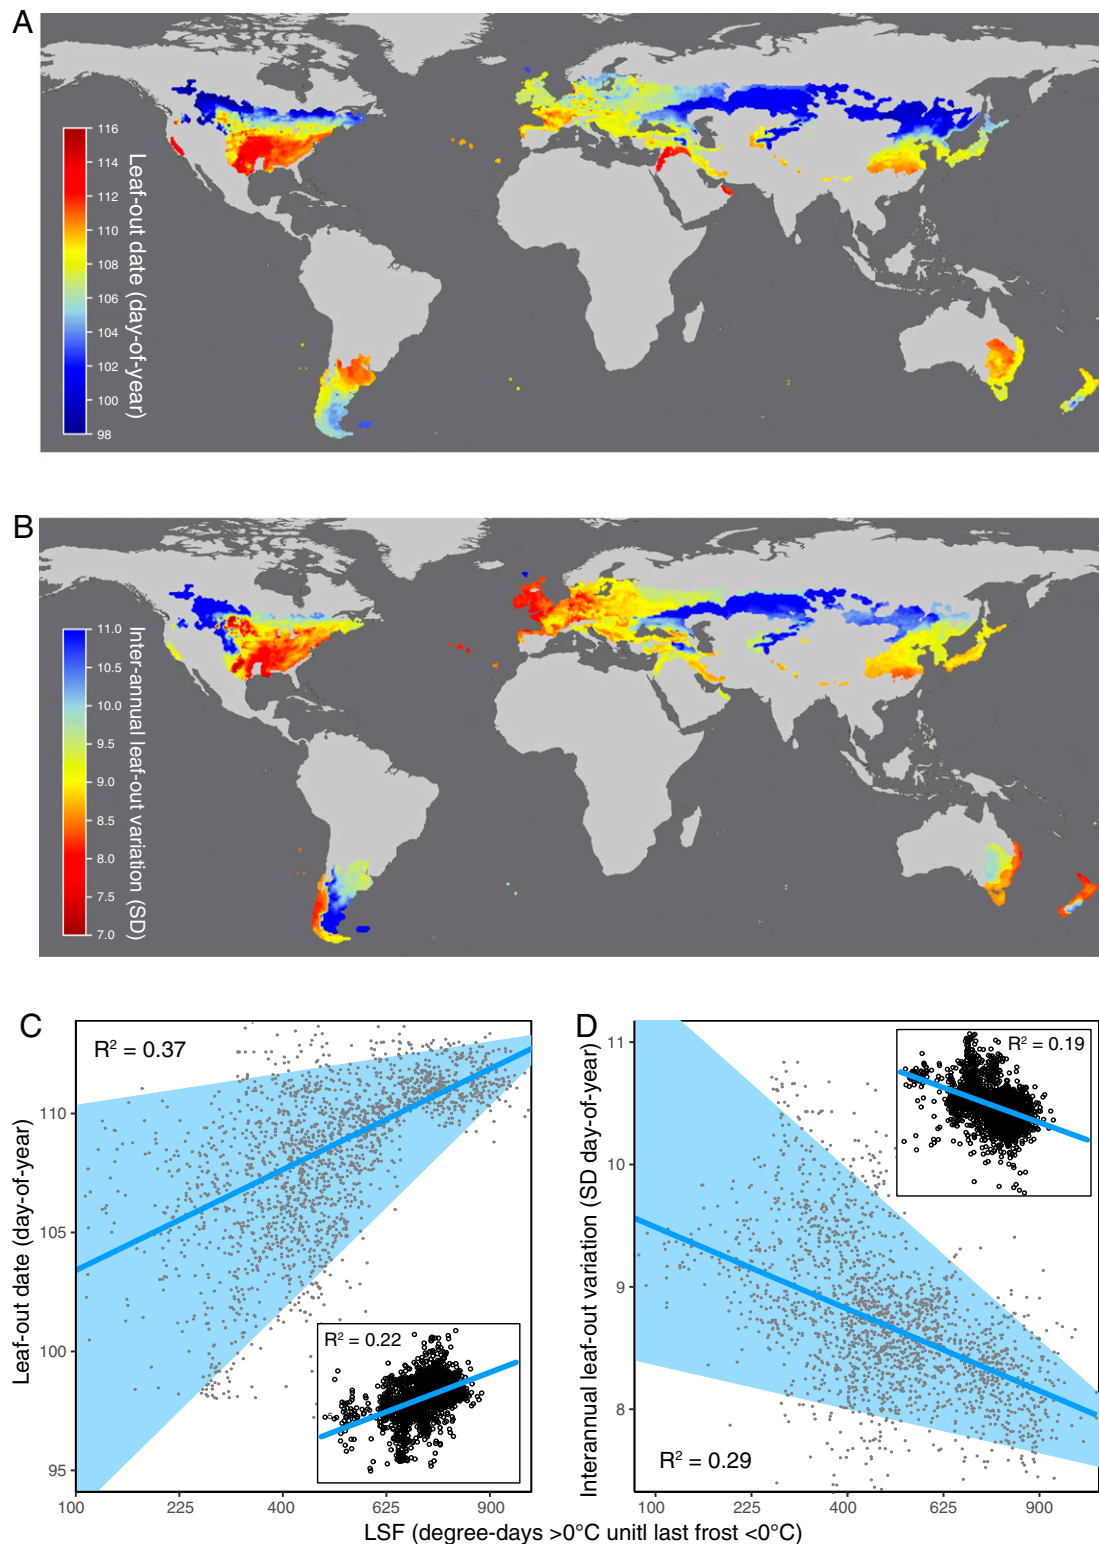 A
116
114
112
110
108
106
104
102
100
98
Leaf-out date (day-of-year)
B
11.0
10.5
10.0
9.5
9.0
8.5
8.0
7.5
7.0
Inter-annual leaf-out variation (SD)
C
R² = 0.37
R² = 0.22
110
105
100
95
Leaf-out date (day-of-year)
100
225
400
625
900
D
R² = 0.19
R² = 0.29
11
10
9
8
Interannual leaf-out variation (SD day-of-year)
100
225
400
625
900
LSF (degree-days >0°C unitl last frost <0°C)